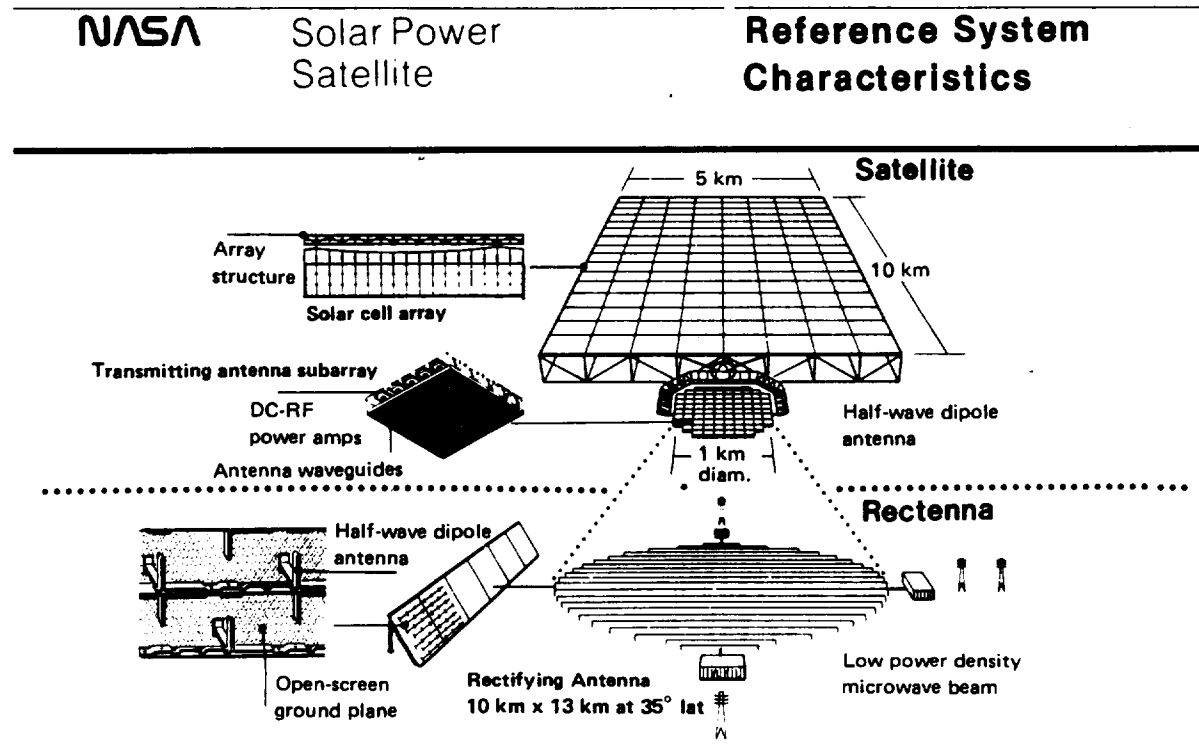 NASA
Solar Power
Satellite
Reference System
Characteristics
Satellite
5 km
10 km
Array
structure
Solar cell array
Transmitting antenna subarray
DC-RF
power amps
Antenna waveguides
Half-wave dipole
antenna
1 km
diam.
Rectenna
Half-wave dipole
antenna
Open-screen
ground plane
Rectifying Antenna
10 km x 13 km at 35° lat
Low power density
microwave beam